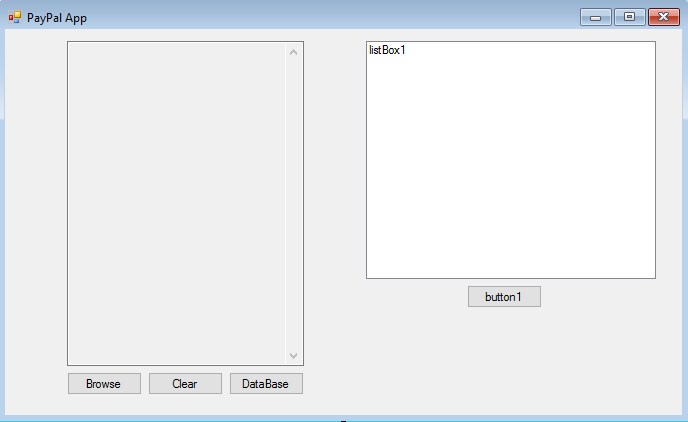 PayPal App
listBox1
button1
Browse
Clear
DataBase